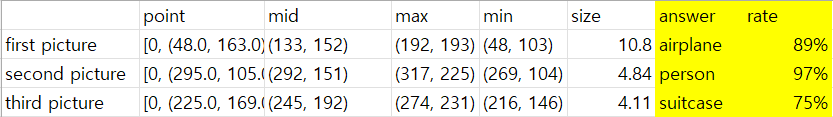 point mid max min size answer rate
first picture [0, (48.0, 163.0) (133, 152) (192, 193) (48, 103) 10.8 airplane 89%
second picture [0, (295.0, 105.0 (292, 151) (317, 225) (269, 104) 4.84 person 97%
third picture [0, (225.0, 169.0 (245, 192) (274, 231) (216, 146) 4.11 suitcase 75%